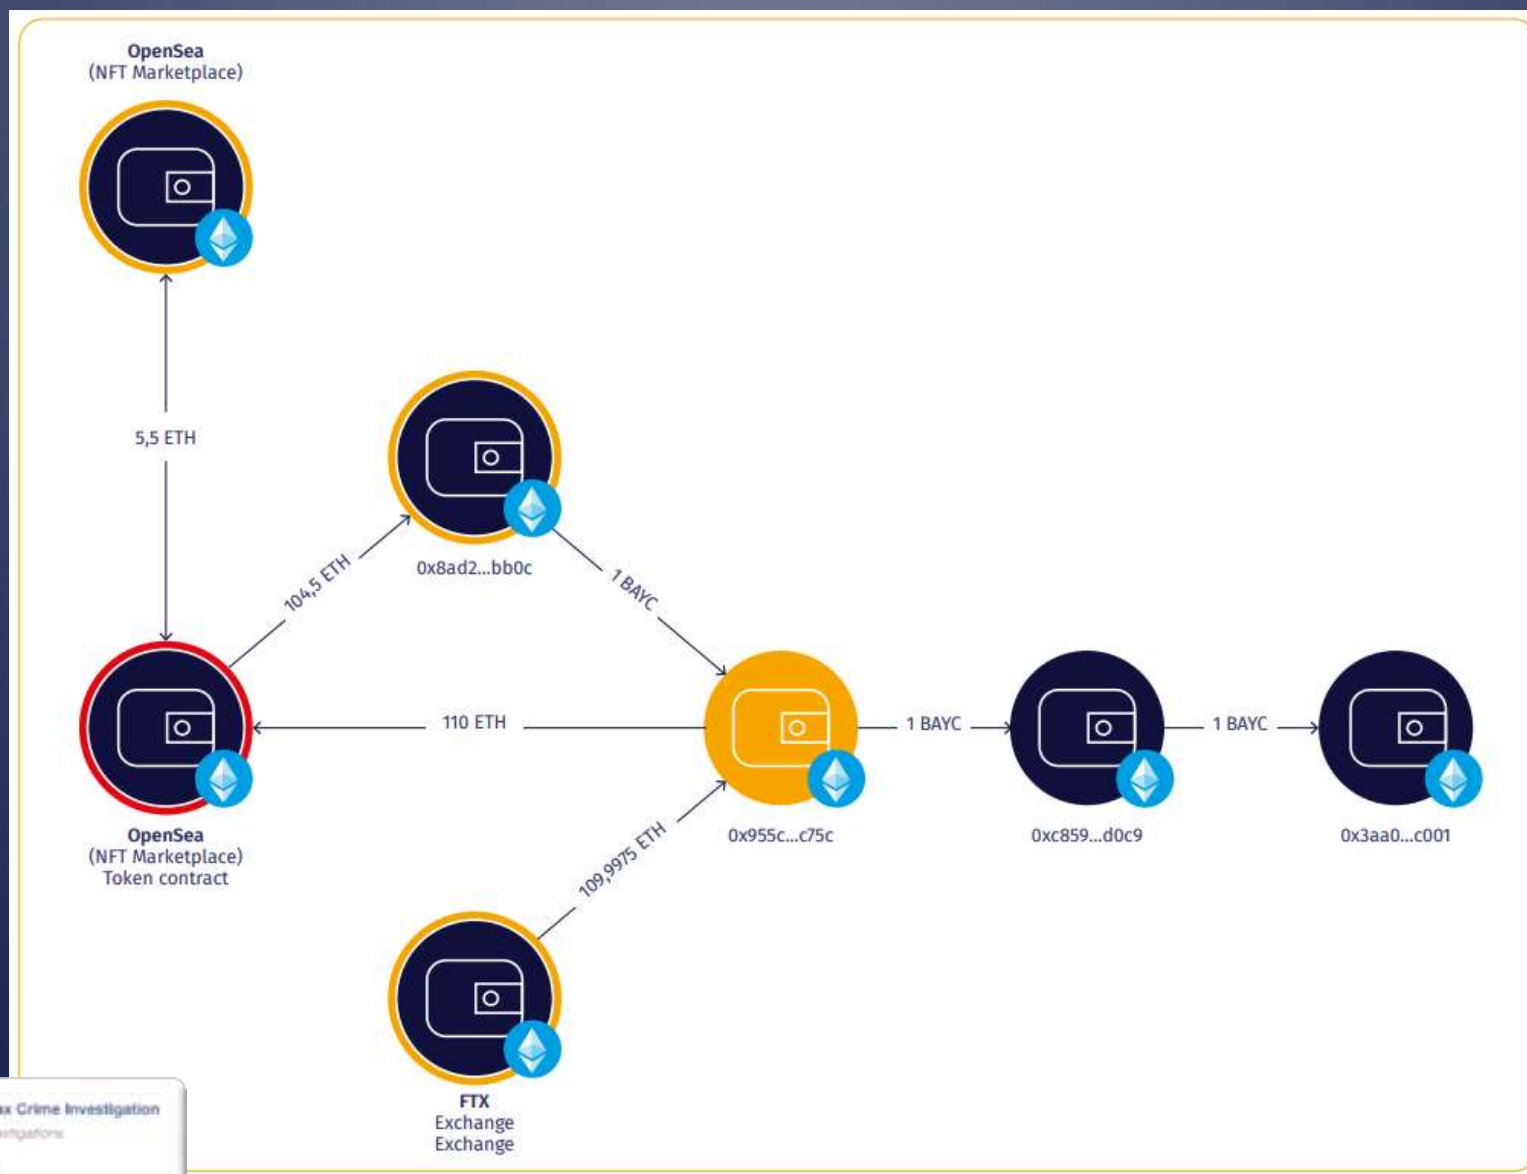 OpenSea
(NFT Marketplace)
5,5 ETH
104,5 ETH
0x8ad2...bb0c
1 BAYC
110 ETH
1 BAYC
1 BAYC
OpenSea
(NFT Marketplace)
Token contract
0x955c...c75c
0xc859...d0c9
0x3aa0...c001
109,9975 ETH
FTX
Exchange
Exchange
Crime Investigation